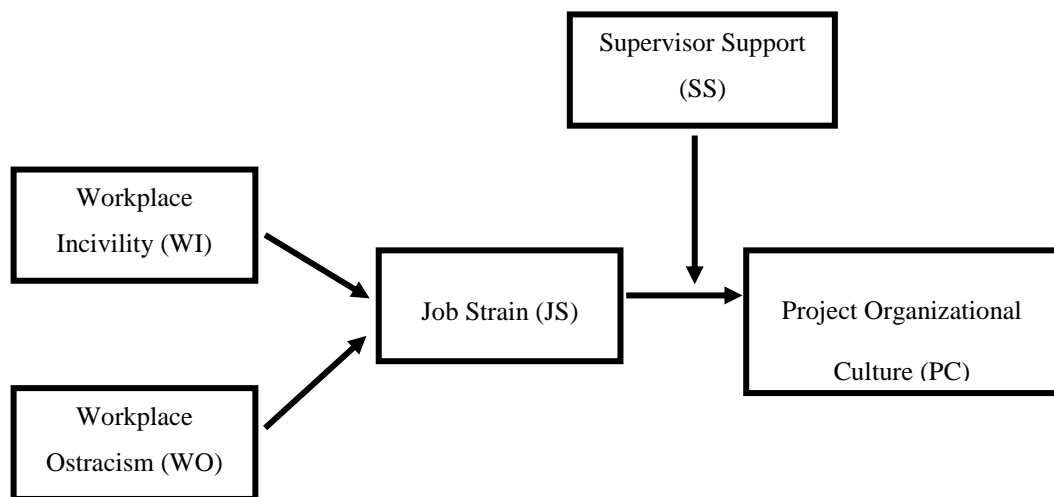 Supervisor Support
(SS)
Workplace
Incivility (WI)
Job Strain (JS)
Project Organizational
Culture (PC)
Workplace
Ostracism (WO)